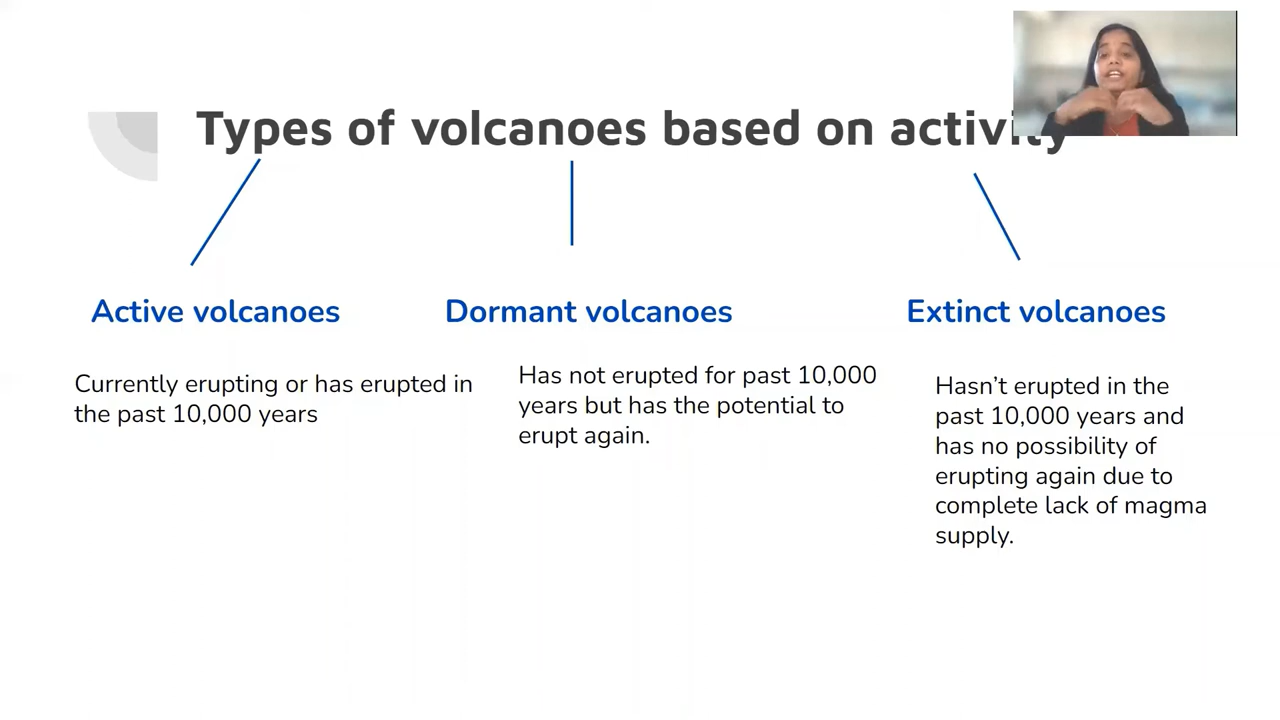 Types of volcanoes based on activity
Active volcanoes
Currently erupting or has erupted in
the past 10,000 years
Dormant volcanoes
Has not erupted for past 10,000
years but has the potential to
erupt again.
Extinct volcanoes
Hasn’t erupted in the
past 10,000 years and
has no possibility of
erupting again due to
complete lack of magma
supply.